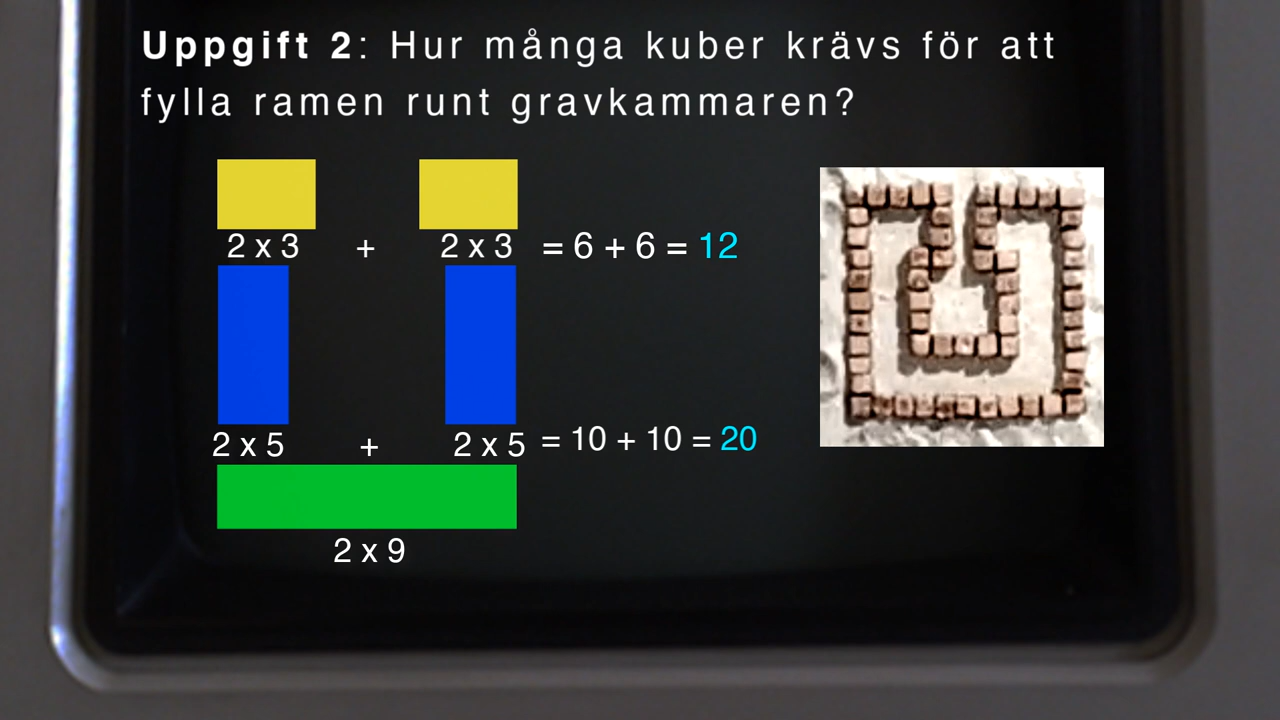 Uppgift 2: Hur många kuber krävs för att
fylla ramen runt gravkammaren?
2 x 3 + 2 x 3 = 6 + 6 = 12
2 x 5 + 2 x 5 = 10 + 10 = 20
2 x 9